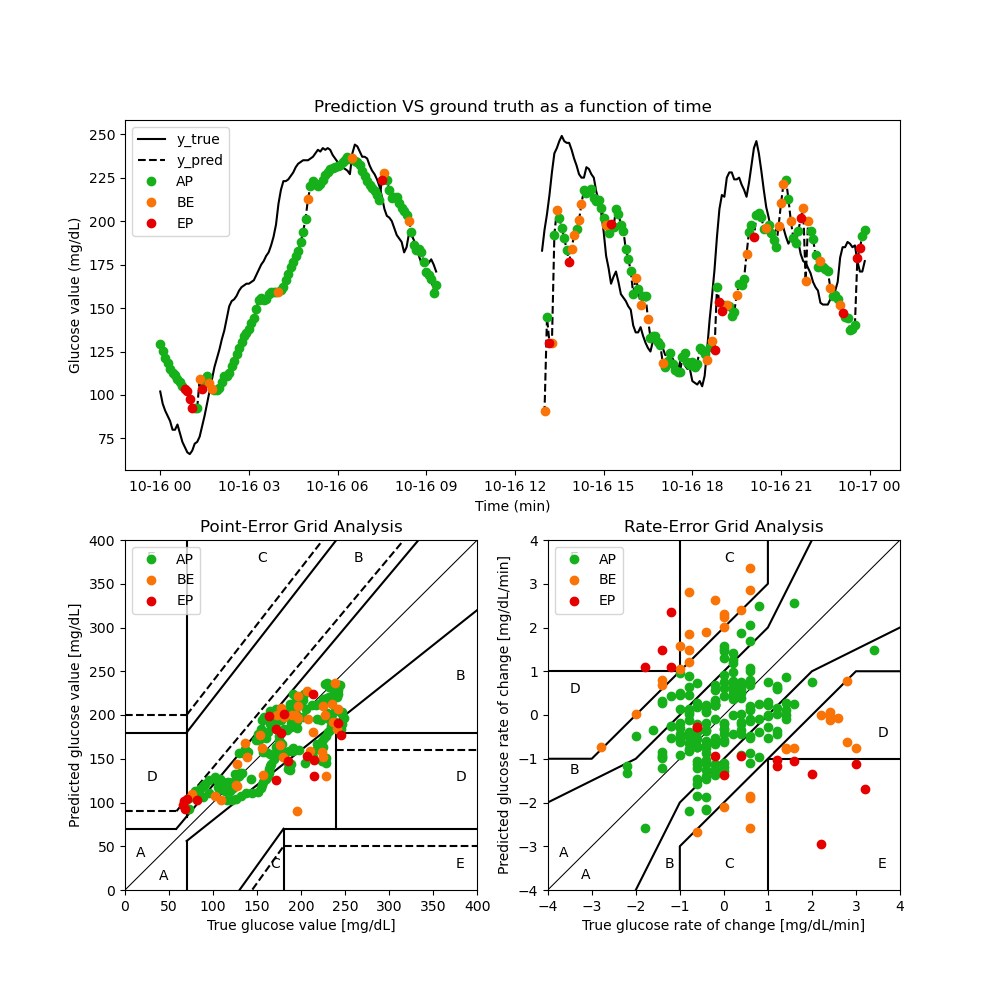 Prediction VS ground truth as a function of time
Glucose value (mg/dL)
250
225
200
175
150
125
100
75
y_true
y_pred
AP
BE
EP
10-16 00 10-16 03 10-16 06 10-16 09 10-16 12 10-16 15 10-16 18 10-16 21 10-17 00
Time (min)
Point-Error Grid Analysis
Predicted glucose value [mg/dL]
400
350
300
250
200
150
100
50
0
AP
BE
EP
C B
B
D D
A
A C E
0 50 100 150 200 250 300 350 400
True glucose value [mg/dL]
Rate-Error Grid Analysis
Predicted glucose rate of change [mg/dL/min]
4
3
2
1
0
−1
−2
−3
−4
AP
BE
EP
C
D
D
B
A
A B C E
−4 −3 −2 −1 0 1 2 3 4
True glucose rate of change [mg/dL/min]